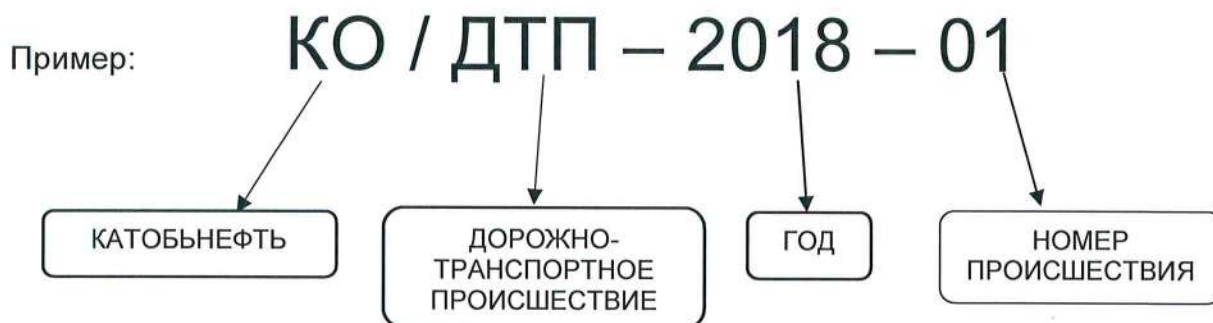 Пример: КО / ДТП – 2018 – 01
КАТОБЬНЕФТЬ
ДОРОЖНО-
ТРАНСПОРТНОЕ
ПРОИСШЕСТВИЕ
ГОД
НОМЕР
ПРОИСШЕСТВИЯ